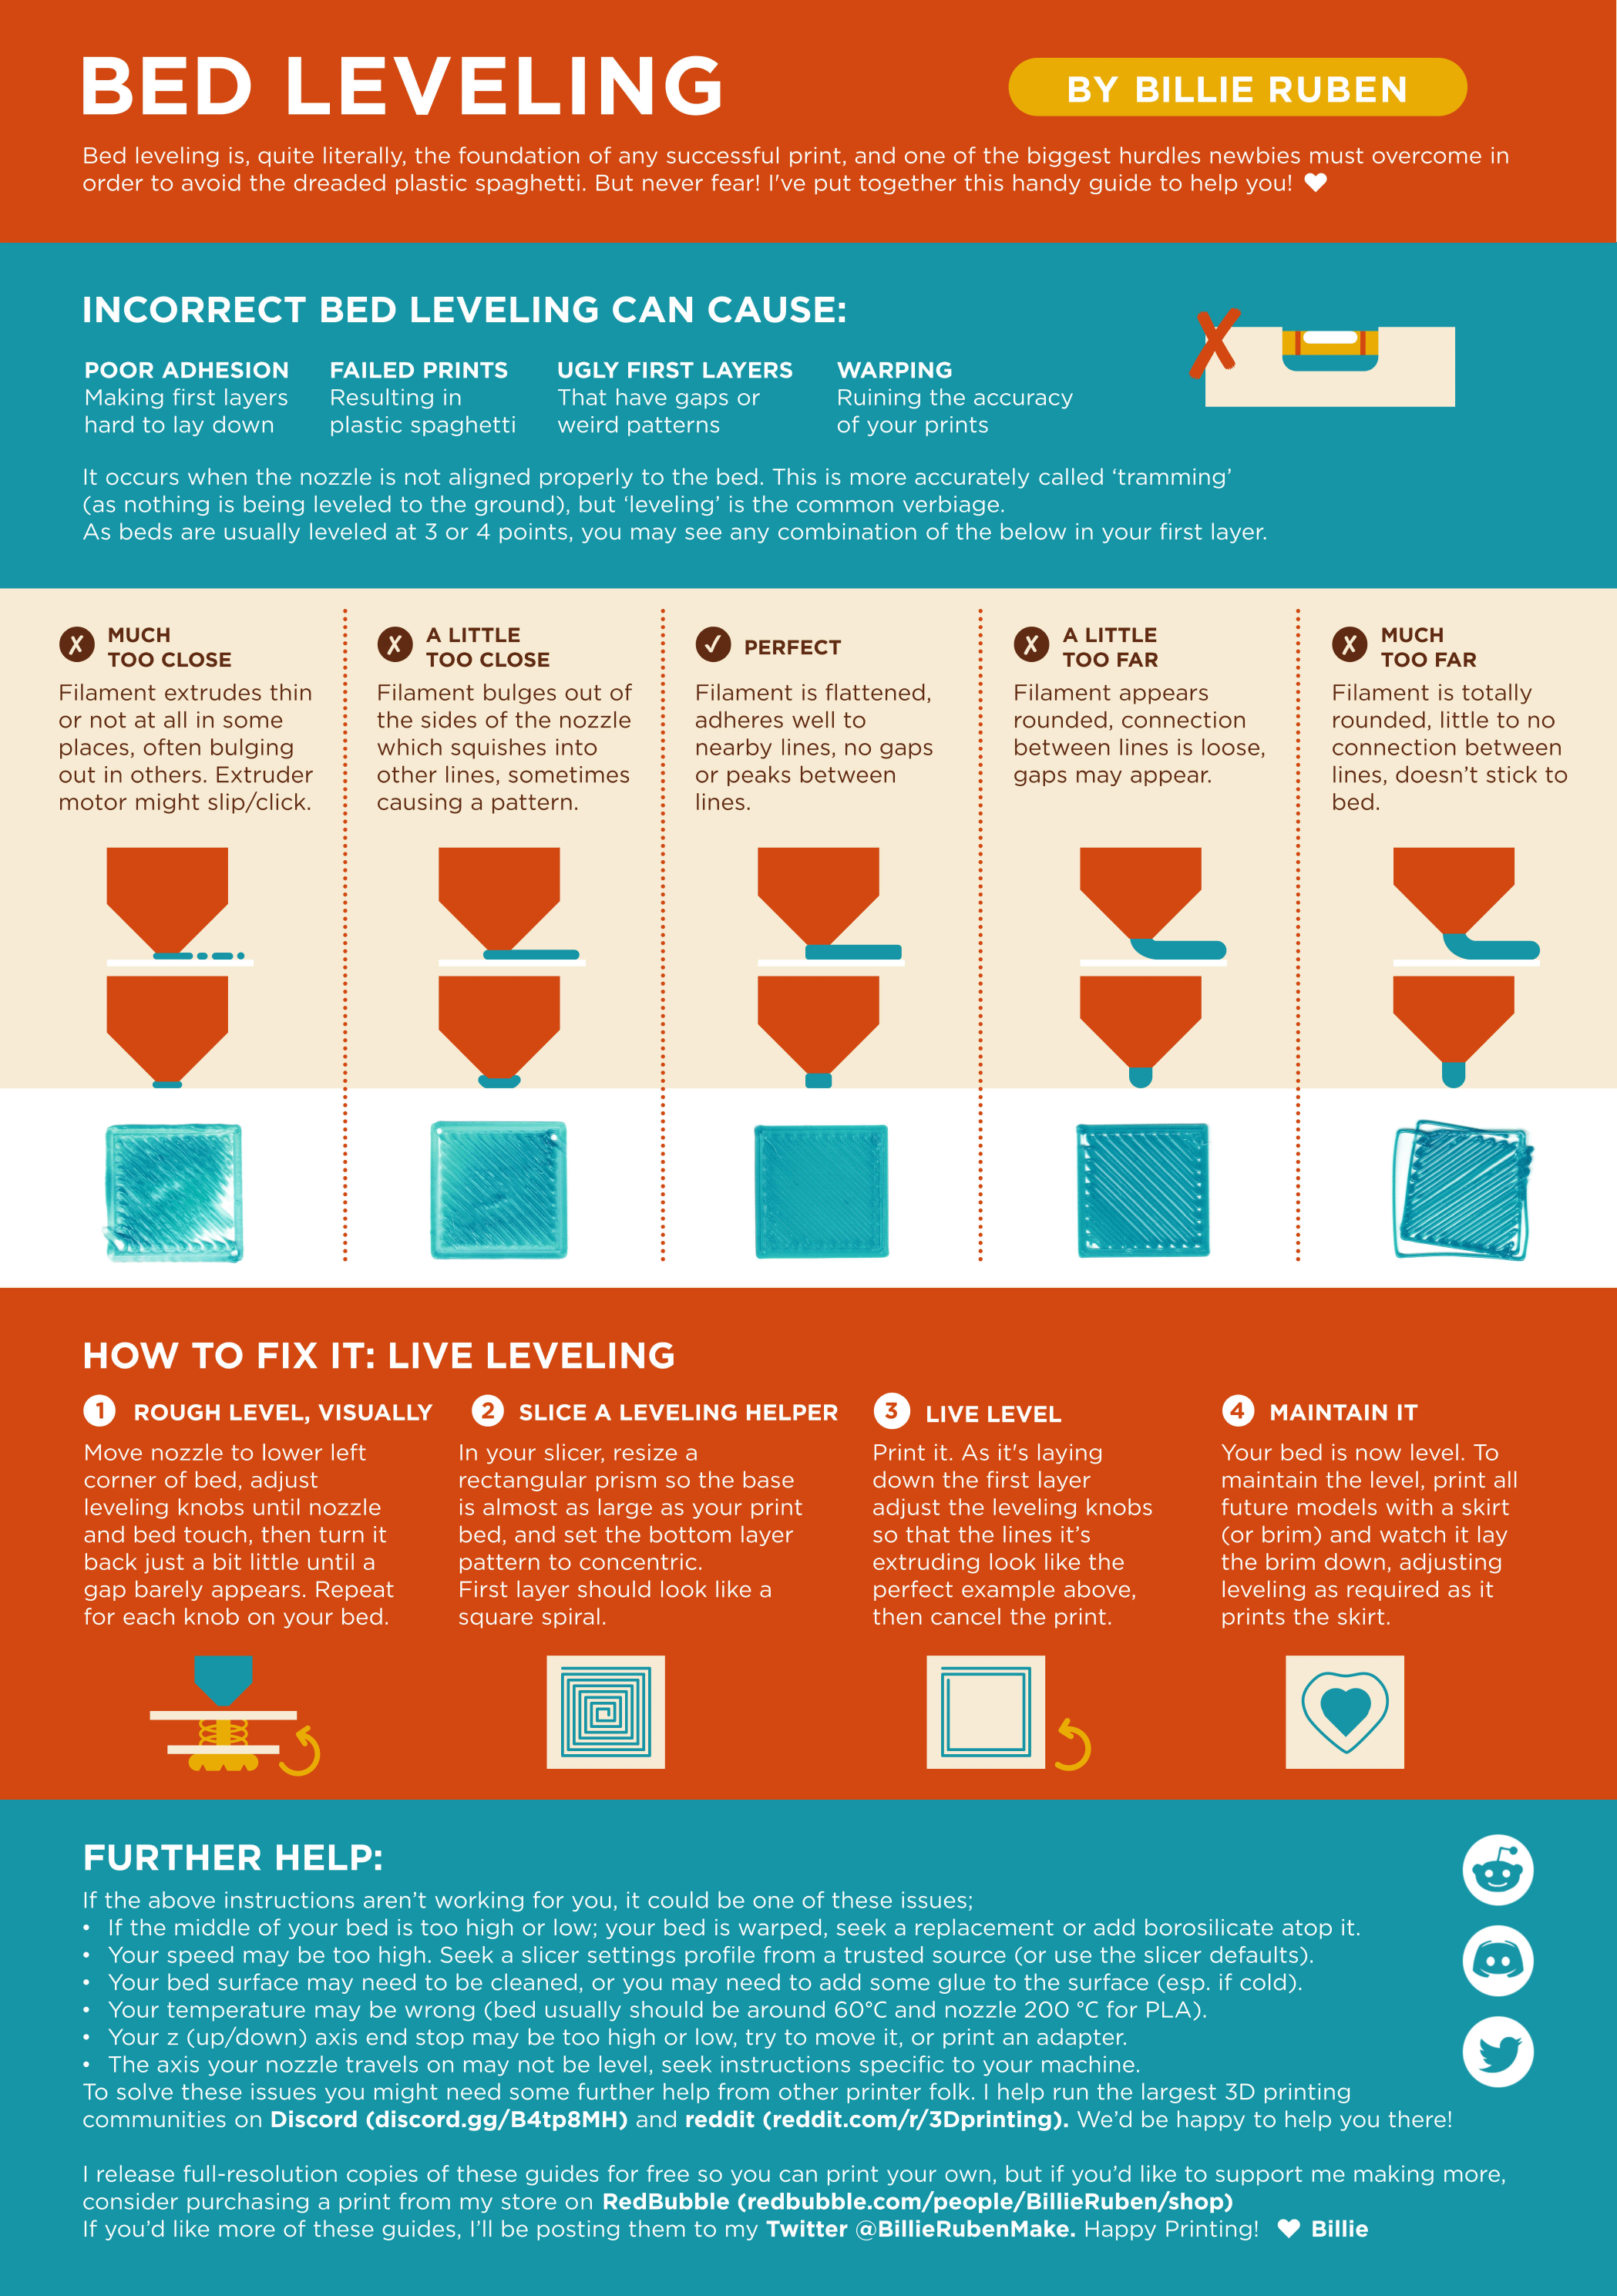 BED LEVELING
BY BILLIE RUBEN
Bed leveling is, quite literally, the foundation of any successful print, and one of the biggest hurdles newbies must overcome in
order to avoid the dreaded plastic spaghetti. But never fear! I've put together this handy guide to help you! ♥
INCORRECT BED LEVELING CAN CAUSE:
POOR ADHESION
Making first layers
hard to lay down
FAILED PRINTS
Resulting in
plastic spaghetti
UGLY FIRST LAYERS
That have gaps or
weird patterns
WARPING
Ruining the accuracy
of your prints
It occurs when the nozzle is not aligned properly to the bed. This is more accurately called ‘tramming’
(as nothing is being leveled to the ground), but ‘leveling’ is the common verbiage.
As beds are usually leveled at 3 or 4 points, you may see any combination of the below in your first layer.
✗ MUCH
TOO CLOSE
Filament extrudes thin
or not at all in some
places, often bulging
out in others. Extruder
motor might slip/click.
✗ A LITTLE
TOO CLOSE
Filament bulges out of
the sides of the nozzle
which squishes into
other lines, sometimes
causing a pattern.
✓ PERFECT
Filament is flattened,
adheres well to
nearby lines, no gaps
or peaks between
lines.
✗ A LITTLE
TOO FAR
Filament appears
rounded, connection
between lines is loose,
gaps may appear.
✗ MUCH
TOO FAR
Filament is totally
rounded, little to no
connection between
lines, doesn’t stick to
bed.
HOW TO FIX IT: LIVE LEVELING
1 ROUGH LEVEL, VISUALLY
Move nozzle to lower left
corner of bed, adjust
leveling knobs until nozzle
and bed touch, then turn it
back just a bit little until a
gap barely appears. Repeat
for each knob on your bed.
2 SLICE A LEVELING HELPER
In your slicer, resize a
rectangular prism so the base
is almost as large as your print
bed, and set the bottom layer
pattern to concentric.
First layer should look like a
square spiral.
3 LIVE LEVEL
Print it. As it's laying
down the first layer
adjust the leveling knobs
so that the lines it’s
extruding look like the
perfect example above,
then cancel the print.
4 MAINTAIN IT
Your bed is now level. To
maintain the level, print all
future models with a skirt
(or brim) and watch it lay
the brim down, adjusting
leveling as required as it
prints the skirt.
FURTHER HELP:
If the above instructions aren’t working for you, it could be one of these issues;
• If the middle of your bed is too high or low; your bed is warped, seek a replacement or add borosilicate atop it.
• Your speed may be too high. Seek a slicer settings profile from a trusted source (or use the slicer defaults).
• Your bed surface may need to be cleaned, or you may need to add some glue to the surface (esp. if cold).
• Your temperature may be wrong (bed usually should be around 60°C and nozzle 200 °C for PLA).
• Your z (up/down) axis end stop may be too high or low, try to move it, or print an adapter.
• The axis your nozzle travels on may not be level, seek instructions specific to your machine.
To solve these issues you might need some further help from other printer folk. I help run the largest 3D printing
communities on Discord (discord.gg/B4tp8MH) and reddit (reddit.com/r/3Dprinting). We’d be happy to help you there!
I release full-resolution copies of these guides for free so you can print your own, but if you’d like to support me making more,
consider purchasing a print from my store on RedBubble (redbubble.com/people/BillieRuben/shop)
If you’d like more of these guides, I’ll be posting them to my Twitter @BillieRubenMake. Happy Printing! ♥ Billie